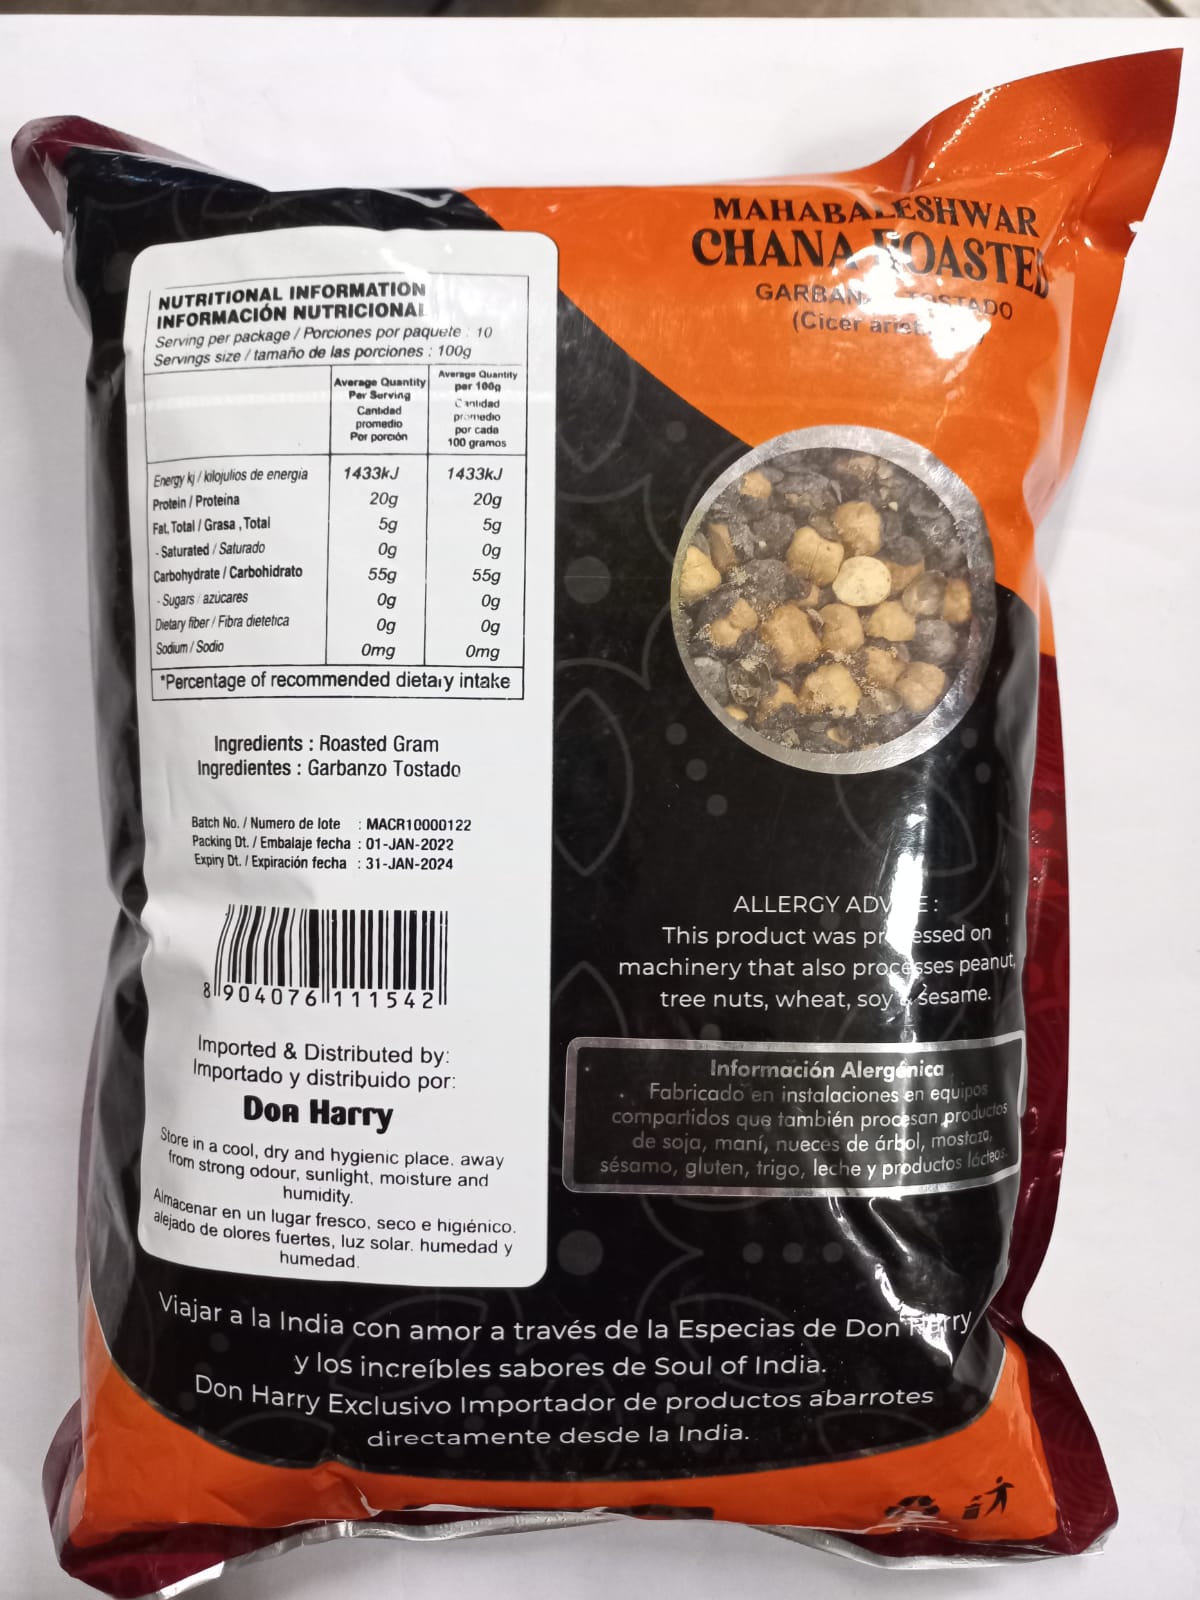 MAHABALESHWAR
CHANA ROASTED
GARBAN TOSTADO
(Cicer ariet
NUTRITIONAL INFORMATION
INFORMACIÓN NUTRICIONAL
Serving per package / Porciones por paquete : 10
Servings size / tamaño de las porciones : 100g
Average Quantity Per Serving Cantidad promedio Por porción
Average Quantity per 100g Cantidad promedio por cada 100 gramos
Energy kj / kilojulios de energía 1433kJ 1433kJ
Protein / Proteína 20g 20g
Fat, Total / Grasa , Total 5g 5g
- Saturated / Saturado 0g 0g
Carbohydrate / Carbohidrato 55g 55g
- Sugars / azúcares 0g 0g
Dietary fiber / Fibra dietetica 0g 0g
Sodium / Sodio 0mg 0mg
*Percentage of recommended dietary intake
Ingredients : Roasted Gram
Ingredientes : Garbanzo Tostado
Batch No. / Numero de lote : MACR10000122
Packing Dt. / Embalaje fecha : 01-JAN-2022
Expiry Dt. / Expiración fecha : 31-JAN-2024
8 904076 111542
Imported & Distributed by:
Importado y distribuido por:
Don Harry
Store in a cool, dry and hygienic place. away
from strong odour, sunlight, moisture and
humidity.
Almacenar en un lugar fresco, seco e higiénico.
alejado de olores fuertes, luz solar. humedad y
humedad.
ALLERGY ADV E :
This product was processed on
machinery that also processes peanut,
tree nuts, wheat, soy & sesame.
Información Alergénica
Fabricado en instalaciones en equipos
compartidos que también procesan productos
de soja, maní, nueces de árbol, mostaza,
sésamo, gluten, trigo, leche y productos lácteos.
Viajar a la India con amor a través de la Especias de Don Harry
y los increíbles sabores de Soul of India.
Don Harry Exclusivo Importador de productos abarrotes
directamente desde la India.